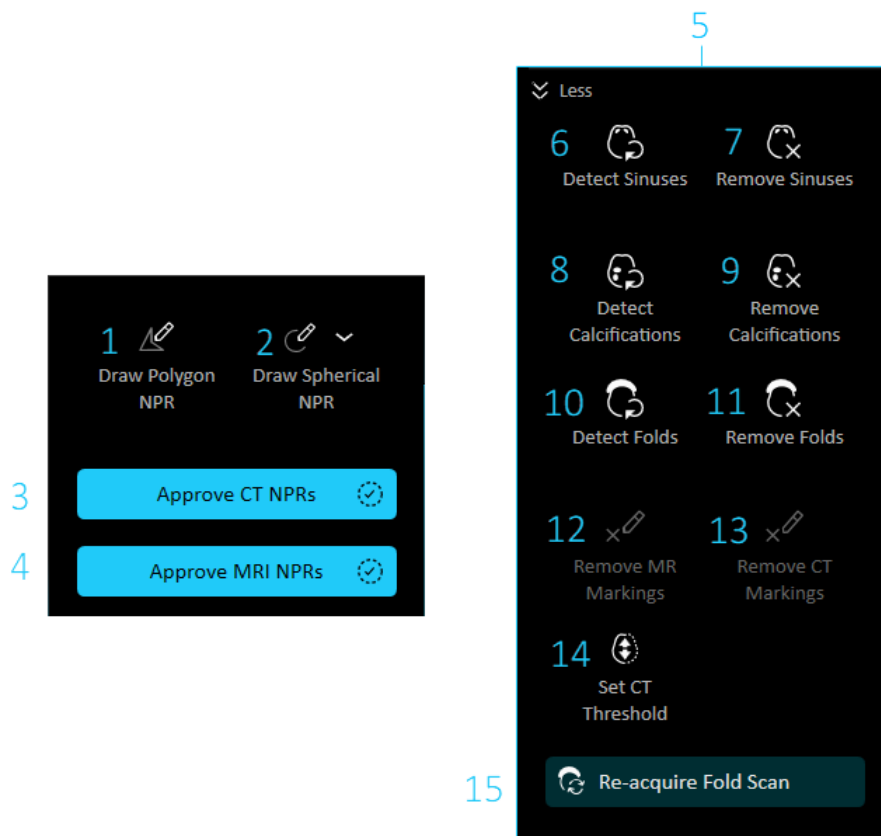 5
Less
6
7
Detect Sinuses
Remove Sinuses
8
9
Detect
Calcifications
Remove
Calcifications
1
2
Draw Polygon
NPR
Draw Spherical
NPR
10
11
Detect Folds
Remove Folds
3
Approve CT NPRs
4
Approve MRI NPRs
12
13
Remove MR
Markings
Remove CT
Markings
14
Set CT
Threshold
15
Re-acquire Fold Scan